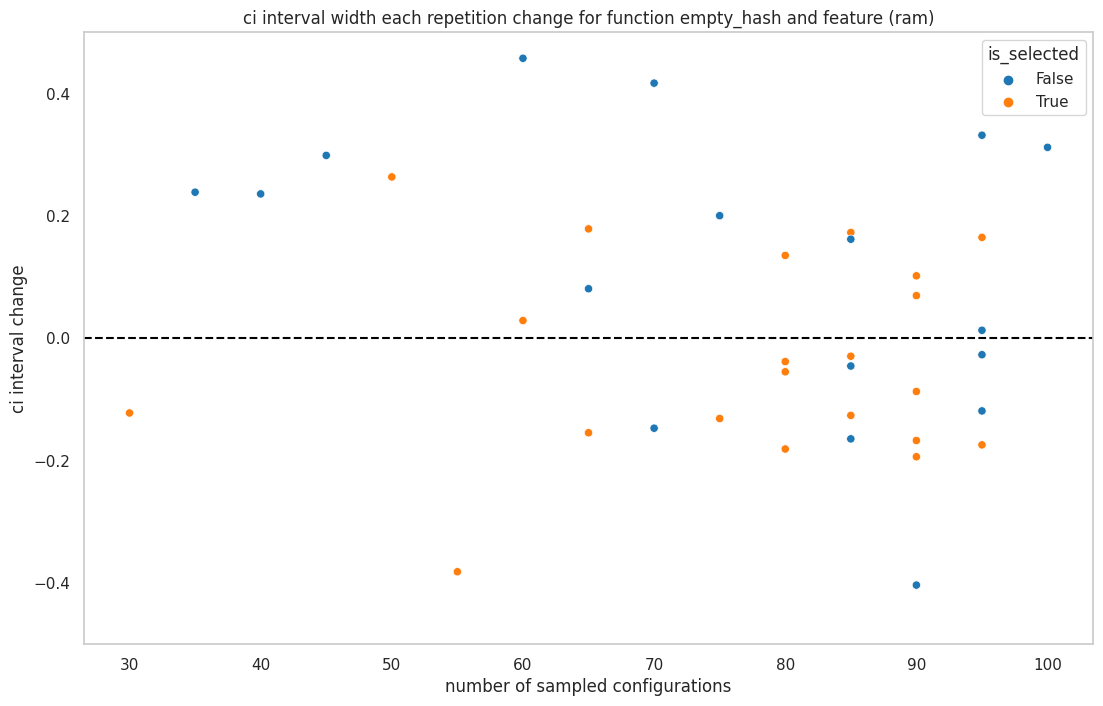 ci interval width each repetition change for function empty_hash and feature (ram)
is_selected
False
True
ci interval change
0.4
0.2
0.0
−0.2
−0.4
30 40 50 60 70 80 90 100
number of sampled configurations